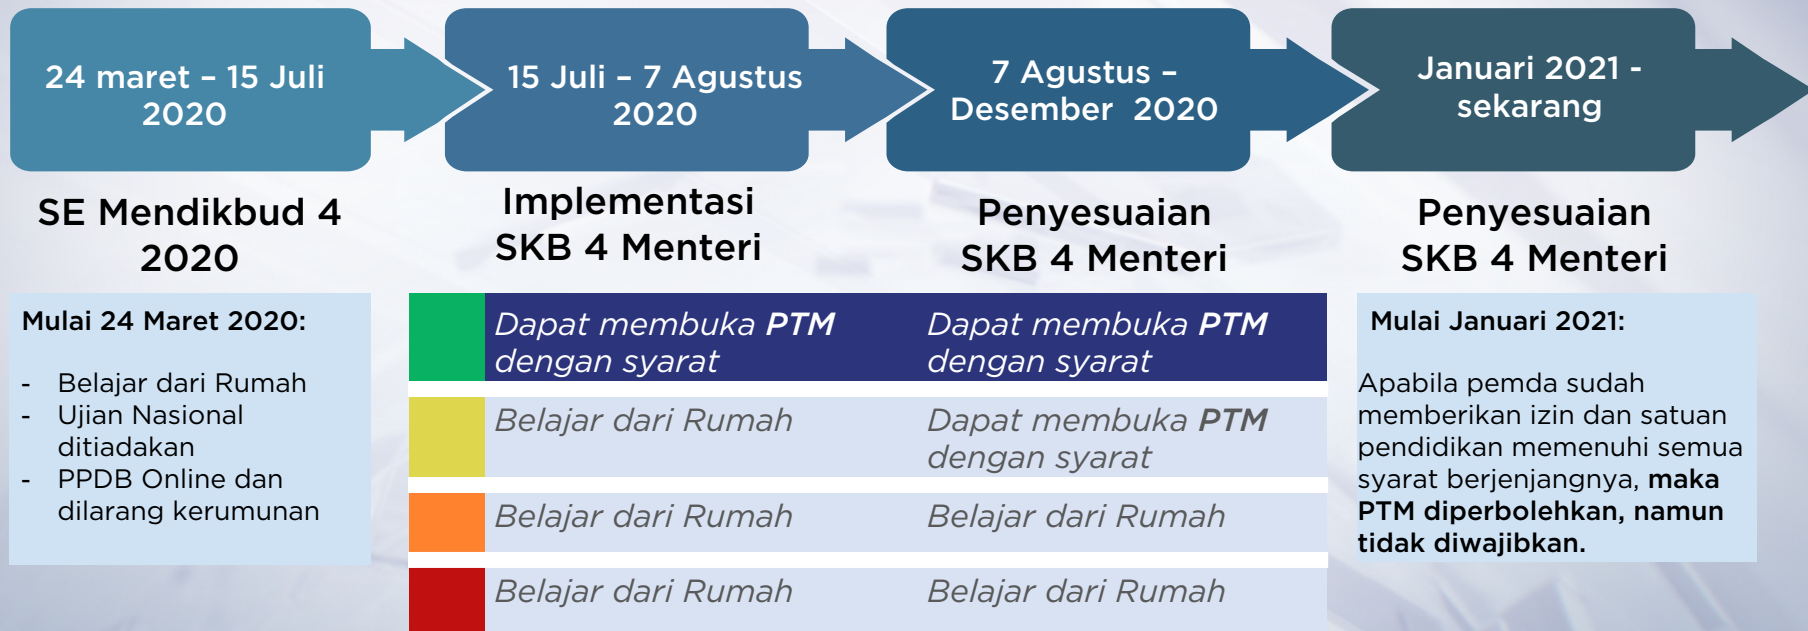 24 maret – 15 Juli
2020
15 Juli – 7 Agustus
2020
7 Agustus –
Desember 2020
Januari 2021 -
sekarang
SE Mendikbud 4
2020
Implementasi
SKB 4 Menteri
Penyesuaian
SKB 4 Menteri
Penyesuaian
SKB 4 Menteri
Mulai 24 Maret 2020:
- Belajar dari Rumah
- Ujian Nasional
ditiadakan
- PPDB Online dan
dilarang kerumunan
Dapat membuka PTM
dengan syarat
Dapat membuka PTM
dengan syarat
Belajar dari Rumah
Dapat membuka PTM
dengan syarat
Belajar dari Rumah
Belajar dari Rumah
Belajar dari Rumah
Belajar dari Rumah
Mulai Januari 2021:
Apabila pemda sudah
memberikan izin dan satuan
pendidikan memenuhi semua
syarat berjenjangnya, maka
PTM diperbolehkan, namun
tidak diwajibkan.